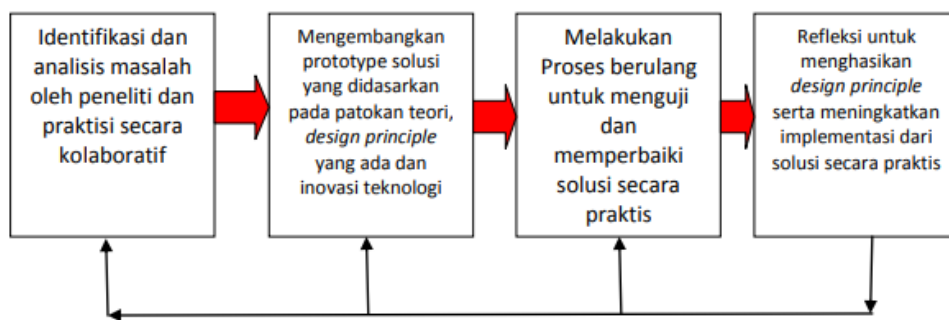 Identifikasi dan
analisis masalah
oleh peneliti dan
praktisi secara
kolaboratif
Mengembangkan
prototype solusi
yang didasarkan
pada patokan teori,
design principle
yang ada dan
inovasi teknologi
Melakukan
Proses berulang
untuk menguji
dan
memperbaiki
solusi secara
praktis
Refleksi untuk
menghasikan
design principle
serta meningkatkan
implementasi dari
solusi secara praktis